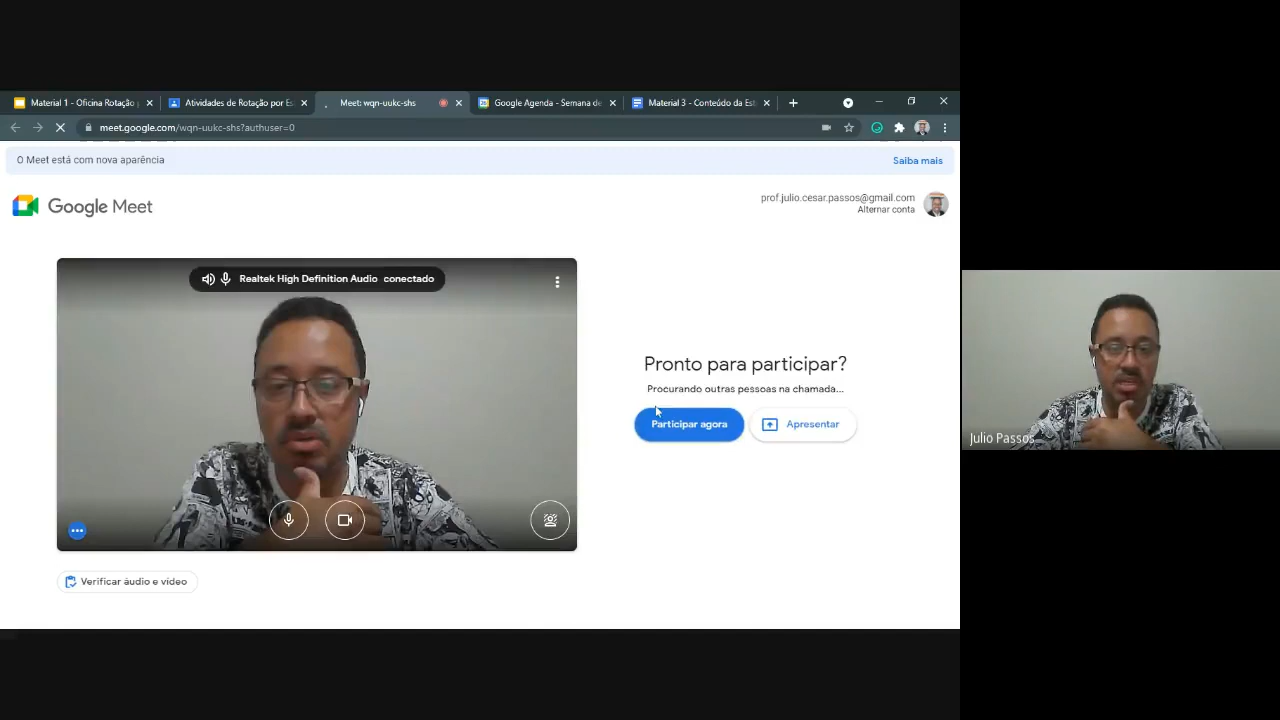 Material 1 - Oficina Rotação
Atividades de Rotação por Es
Meet: wqn-uukc-shs
Google Agenda - Semana de
Material 3 - Conteúdo da Est
meet.google.com/wqn-uukc-shs?authuser=0
O Meet está com nova aparência
Saiba mais
Google Meet
prof.julio.cesar.passos@gmail.com
Alternar conta
Realtek High Definition Audio conectado
Pronto para participar?
Procurando outras pessoas na chamada...
Participar agora
Apresentar
Verificar áudio e vídeo
Julio Passos